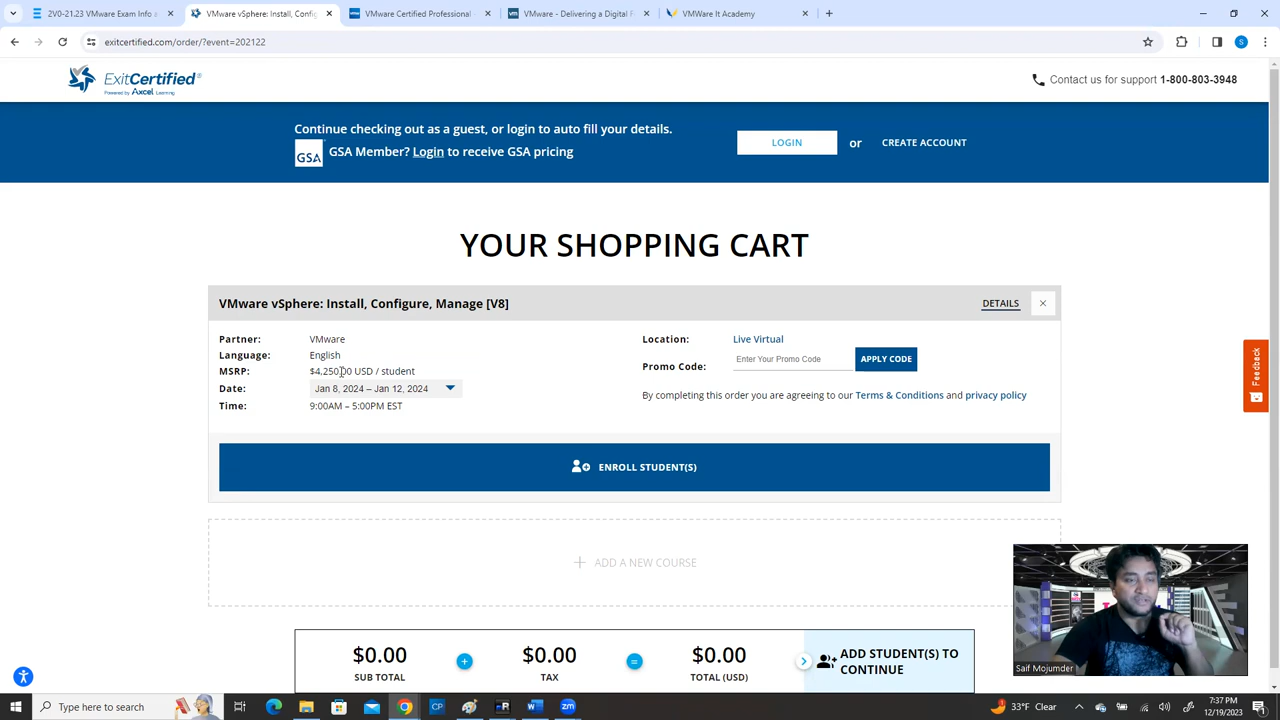 2V0-21.23 VMware Exam Info a
VMware vSphere: Install, Config
VMware Certified Professional
VMware - Delivering a Digital F
VMWare It Academy
exitcertified.com/order/?event=202122
ExitCertified®
Powered by Axcel Learning
Contact us for support 1-800-803-3948
Continue checking out as a guest, or login to auto fill your details.
GSA
GSA Member? Login to receive GSA pricing
LOGIN
or
CREATE ACCOUNT
YOUR SHOPPING CART
VMware vSphere: Install, Configure, Manage [V8]
DETAILS
Partner: VMware
Language: English
MSRP: $4,250.00 USD / student
Date: Jan 8, 2024 – Jan 12, 2024
Time: 9:00AM – 5:00PM EST
Location: Live Virtual
Promo Code: Enter Your Promo Code APPLY CODE
By completing this order you are agreeing to our Terms & Conditions and privacy policy
ENROLL STUDENT(S)
ADD A NEW COURSE
Feedback
$0.00
SUB TOTAL
+
$0.00
TAX
=
$0.00
TOTAL (USD)
ADD STUDENT(S) TO
CONTINUE
Saif Mojumder
Type here to search
CP
33°F Clear
7:37 PM
12/19/2023